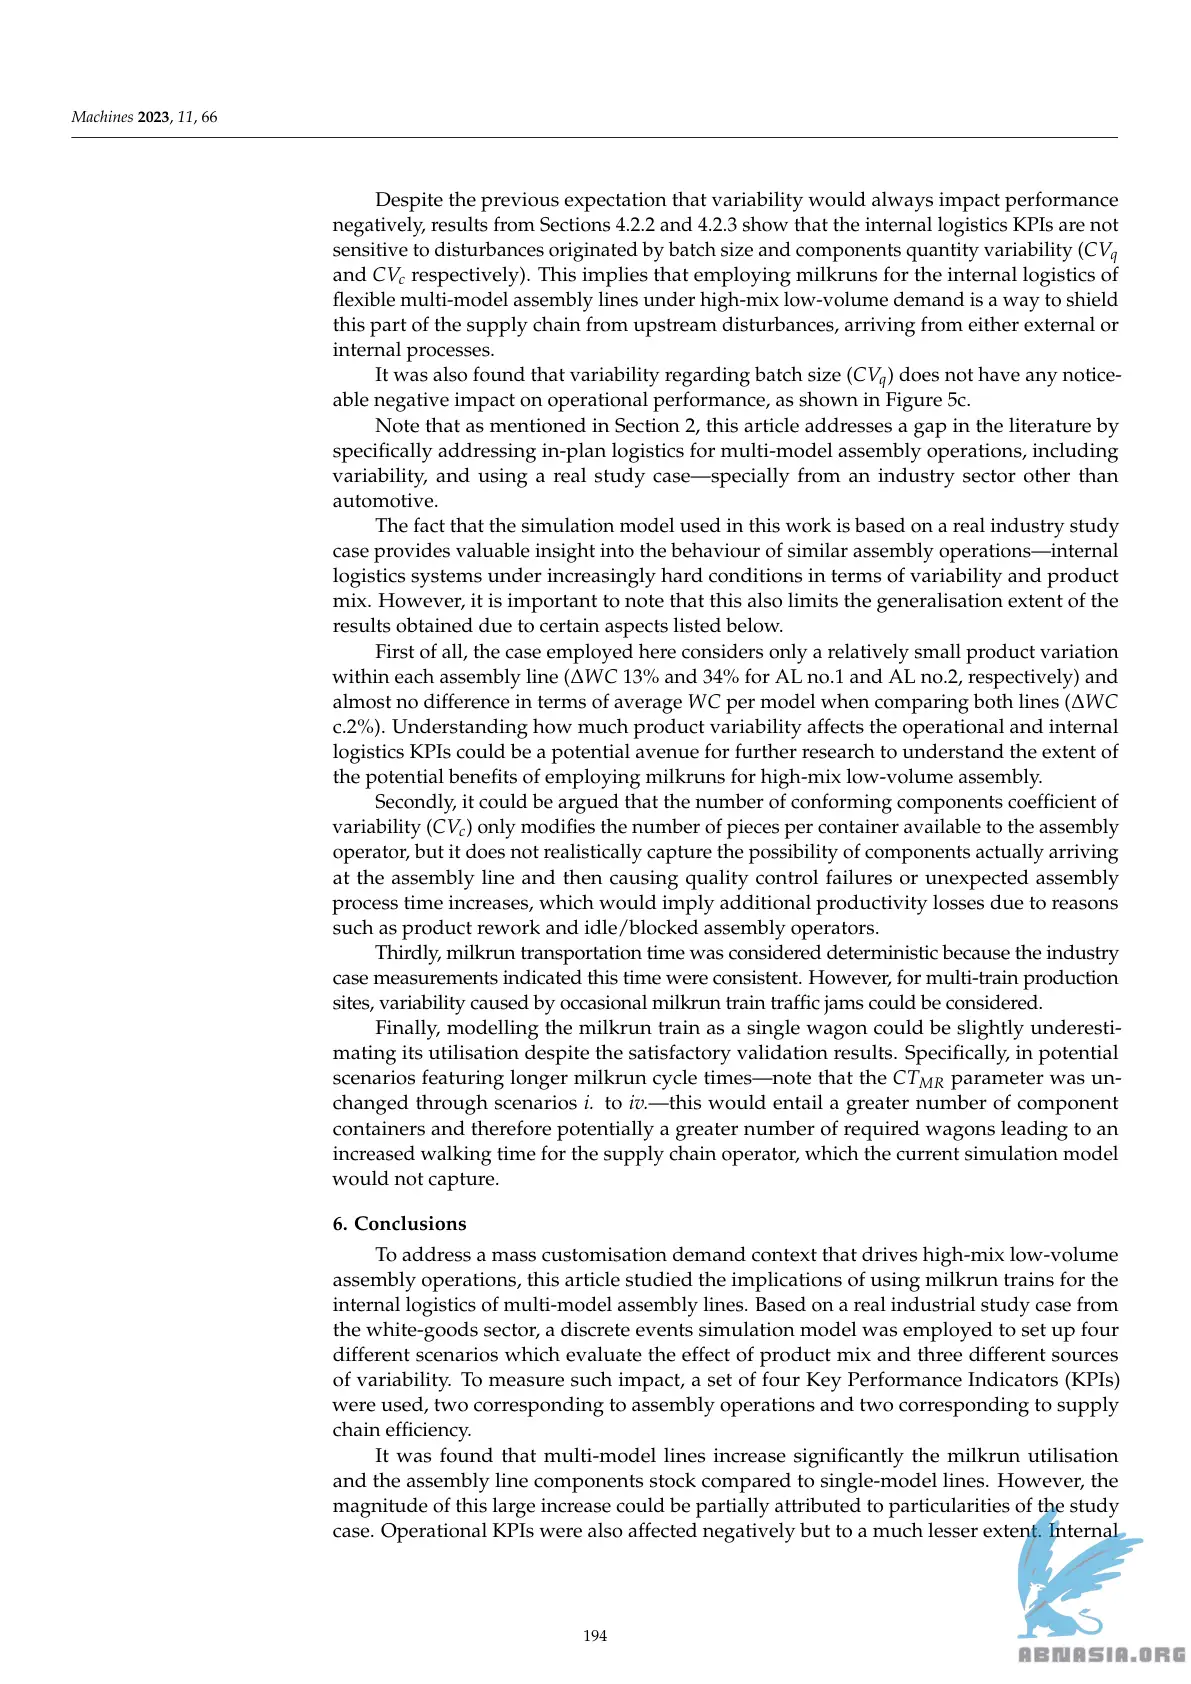 Machines 2023, 11, 66
Despite the previous expectation that variability would always impact performance
negatively, results from Sections 4.2.2 and 4.2.3 show that the internal logistics KPIs are not
sensitive to disturbances originated by batch size and components quantity variability (CVq
and CVc respectively). This implies that employing milkruns for the internal logistics of
flexible multi-model assembly lines under high-mix low-volume demand is a way to shield
this part of the supply chain from upstream disturbances, arriving from either external or
internal processes.
It was also found that variability regarding batch size (CVq) does not have any notice-
able negative impact on operational performance, as shown in Figure 5c.
Note that as mentioned in Section 2, this article addresses a gap in the literature by
specifically addressing in-plan logistics for multi-model assembly operations, including
variability, and using a real study case—specially from an industry sector other than
automotive.
The fact that the simulation model used in this work is based on a real industry study
case provides valuable insight into the behaviour of similar assembly operations—internal
logistics systems under increasingly hard conditions in terms of variability and product
mix. However, it is important to note that this also limits the generalisation extent of the
results obtained due to certain aspects listed below.
First of all, the case employed here considers only a relatively small product variation
within each assembly line (ΔWC 13% and 34% for AL no.1 and AL no.2, respectively) and
almost no difference in terms of average WC per model when comparing both lines (ΔWC
c.2%). Understanding how much product variability affects the operational and internal
logistics KPIs could be a potential avenue for further research to understand the extent of
the potential benefits of employing milkruns for high-mix low-volume assembly.
Secondly, it could be argued that the number of conforming components coefficient of
variability (CVc) only modifies the number of pieces per container available to the assembly
operator, but it does not realistically capture the possibility of components actually arriving
at the assembly line and then causing quality control failures or unexpected assembly
process time increases, which would imply additional productivity losses due to reasons
such as product rework and idle/blocked assembly operators.
Thirdly, milkrun transportation time was considered deterministic because the industry
case measurements indicated this time were consistent. However, for multi-train production
sites, variability caused by occasional milkrun train traffic jams could be considered.
Finally, modelling the milkrun train as a single wagon could be slightly underesti-
mating its utilisation despite the satisfactory validation results. Specifically, in potential
scenarios featuring longer milkrun cycle times—note that the CTMR parameter was un-
changed through scenarios i. to iv.—this would entail a greater number of component
containers and therefore potentially a greater number of required wagons leading to an
increased walking time for the supply chain operator, which the current simulation model
would not capture.
6. Conclusions
To address a mass customisation demand context that drives high-mix low-volume
assembly operations, this article studied the implications of using milkrun trains for the
internal logistics of multi-model assembly lines. Based on a real industrial study case from
the white-goods sector, a discrete events simulation model was employed to set up four
different scenarios which evaluate the effect of product mix and three different sources
of variability. To measure such impact, a set of four Key Performance Indicators (KPIs)
were used, two corresponding to assembly operations and two corresponding to supply
chain efficiency.
It was found that multi-model lines increase significantly the milkrun utilisation
and the assembly line components stock compared to single-model lines. However, the
magnitude of this large increase could be partially attributed to particularities of the study
case. Operational KPIs were also affected negatively but to a much lesser extent. Internal
194
ABNASIA.ORG